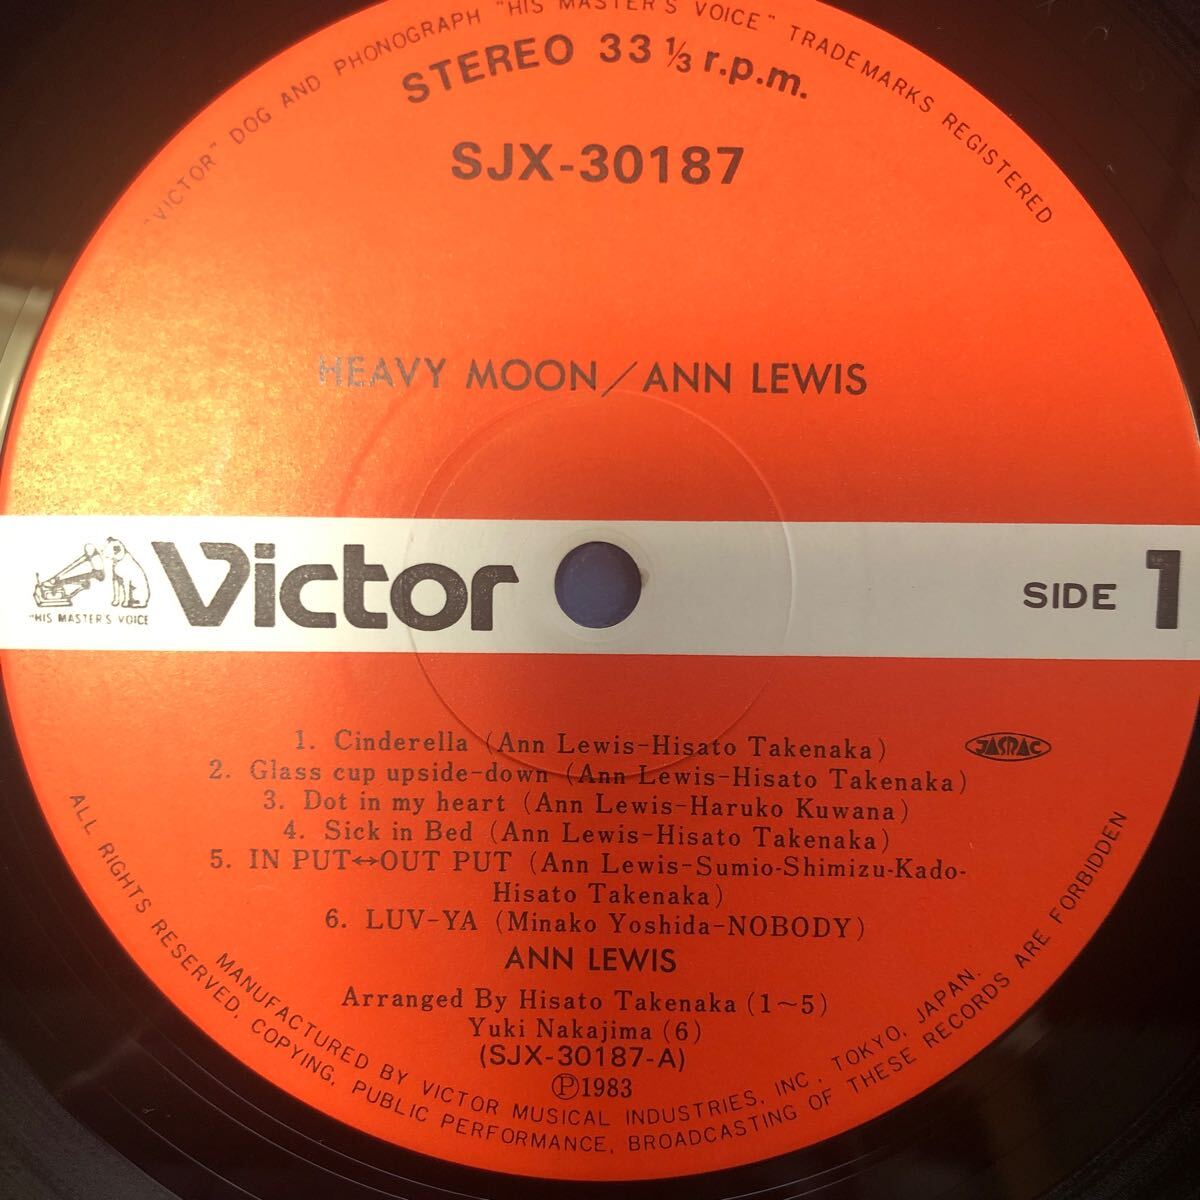 "VICTOR" DOG AND PHONOGRAPH "HIS MASTER'S VOICE" TRADEMARKS REGISTERED
STEREO 33 1/3 r.p.m.
SJX-30187
HEAVY MOON/ANN LEWIS
"HIS MASTER'S VOICE
Victor
SIDE 1
1. Cinderella (Ann Lewis-Hisato Takenaka)
JASRAC
2. Glass cup upside-down (Ann Lewis-Hisato Takenaka)
3. Dot in my heart (Ann Lewis-Haruko Kuwana)
4. Sick in Bed (Ann Lewis-Hisato Takenaka)
5. IN PUT↔OUT PUT (Ann Lewis-Sumio-Shimizu-Kado-
Hisato Takenaka)
6. LUV-YA (Minako Yoshida-NOBODY)
ANN LEWIS
Arranged By Hisato Takenaka (1~5)
Yuki Nakajima (6)
(SJX-30187-A)
Ⓟ1983
MANUFACTURED BY VICTOR MUSICAL INDUSTRIES, INC., TOKYO, JAPAN.
ALL RIGHTS RESERVED, COPYING, PUBLIC PERFORMANCE, BROADCASTING OF THESE RECORDS ARE FORBIDDEN